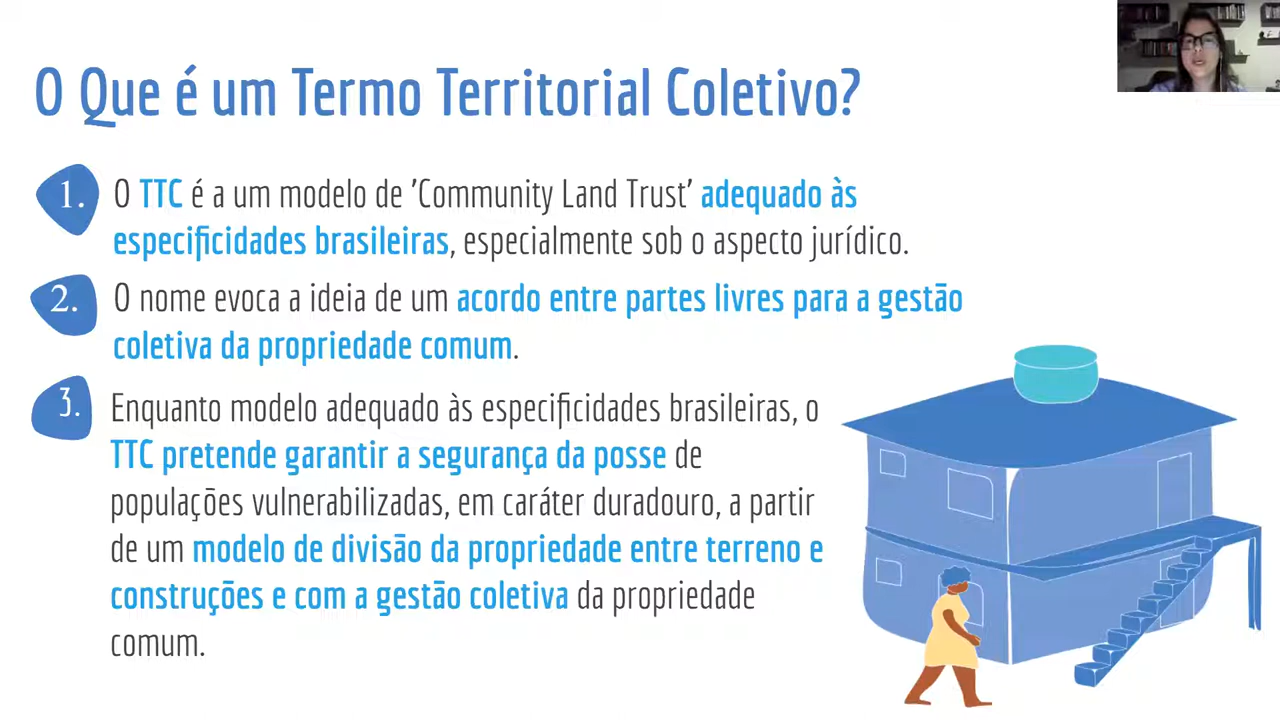 O Que é um Termo Territorial Coletivo?
1.
O TTC é a um modelo de 'Community Land Trust' adequado às
especificidades brasileiras, especialmente sob o aspecto jurídico.
2.
O nome evoca a ideia de um acordo entre partes livres para a gestão
coletiva da propriedade comum.
3.
Enquanto modelo adequado às especificidades brasileiras, o
TTC pretende garantir a segurança da posse de
populações vulnerabilizadas, em caráter duradouro, a partir
de um modelo de divisão da propriedade entre terreno e
construções e com a gestão coletiva da propriedade
comum.